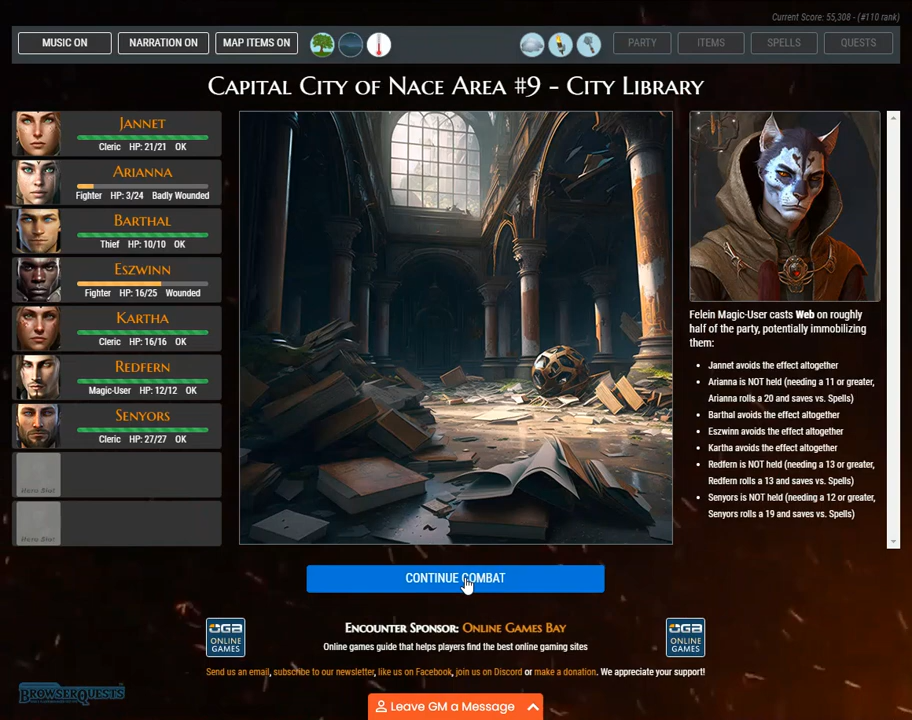 Current Score: 55,308 - (#110 rank)
MUSIC ON
NARRATION ON
MAP ITEMS ON
PARTY
ITEMS
SPELLS
QUESTS
Capital City of Nace Area #9 - City Library
Jannet
Cleric HP: 21/21 OK
Arianna
Fighter HP: 3/24 Badly Wounded
Barthal
Thief HP: 10/10 OK
Eszwinn
Fighter HP: 16/25 Wounded
Kartha
Cleric HP: 16/16 OK
Redfern
Magic-User HP: 12/12 OK
Senyors
Cleric HP: 27/27 OK
Hero Slot
Hero Slot
Felein Magic-User casts Web on roughly
half of the party, potentially immobilizing
them:
• Jannet avoids the effect altogether
• Arianna is NOT held (needing a 11 or greater,
Arianna rolls a 20 and saves vs. Spells)
• Barthal avoids the effect altogether
• Eszwinn avoids the effect altogether
• Kartha avoids the effect altogether
• Redfern is NOT held (needing a 13 or greater,
Redfern rolls a 13 and saves vs. Spells)
• Senyors is NOT held (needing a 12 or greater,
Senyors rolls a 19 and saves vs. Spells)
CONTINUE COMBAT
OGB
ONLINE
GAMES
Encounter Sponsor: Online Games Bay
Online games guide that helps players find the best online gaming sites
OGB
ONLINE
GAMES
Send us an email, subscribe to our newsletter, like us on Facebook, join us on Discord or make a donation. We appreciate your support!
BrowserQuests
Leave GM a Message